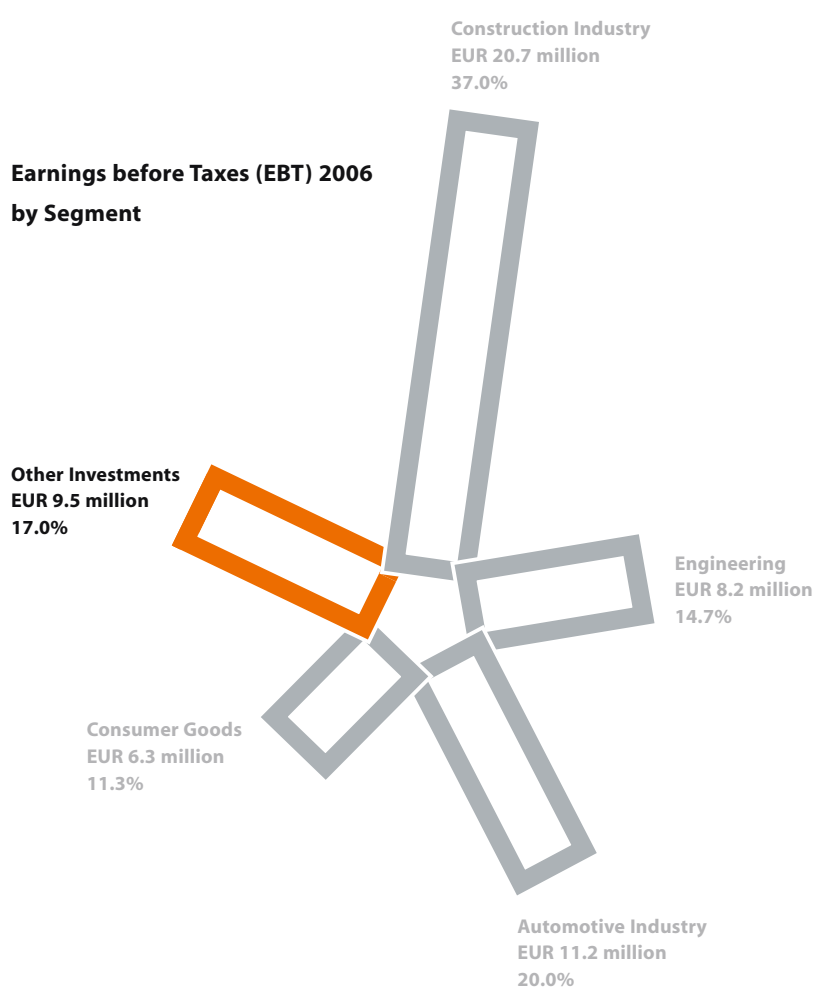 Construction Industry
EUR 20.7 million
37.0%
Earnings before Taxes (EBT) 2006
by Segment
Other Investments
EUR 9.5 million
17.0%
Engineering
EUR 8.2 million
14.7%
Consumer Goods
EUR 6.3 million
11.3%
Automotive Industry
EUR 11.2 million
20.0%